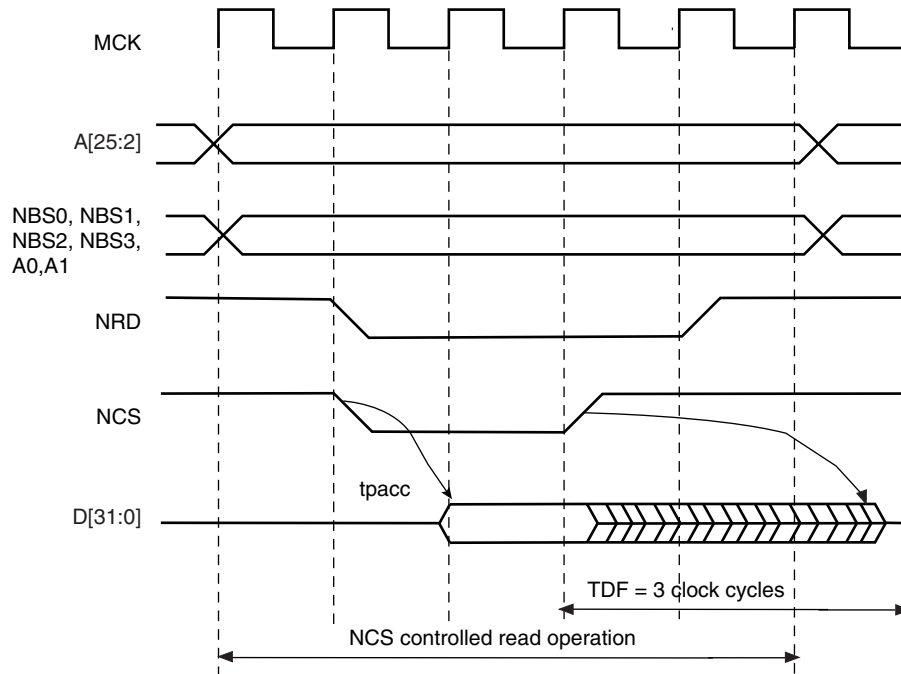 MCK
A[25:2]
NBS0, NBS1,
NBS2, NBS3,
A0,A1
NRD
NCS
tpacc
D[31:0]
TDF = 3 clock cycles
NCS controlled read operation